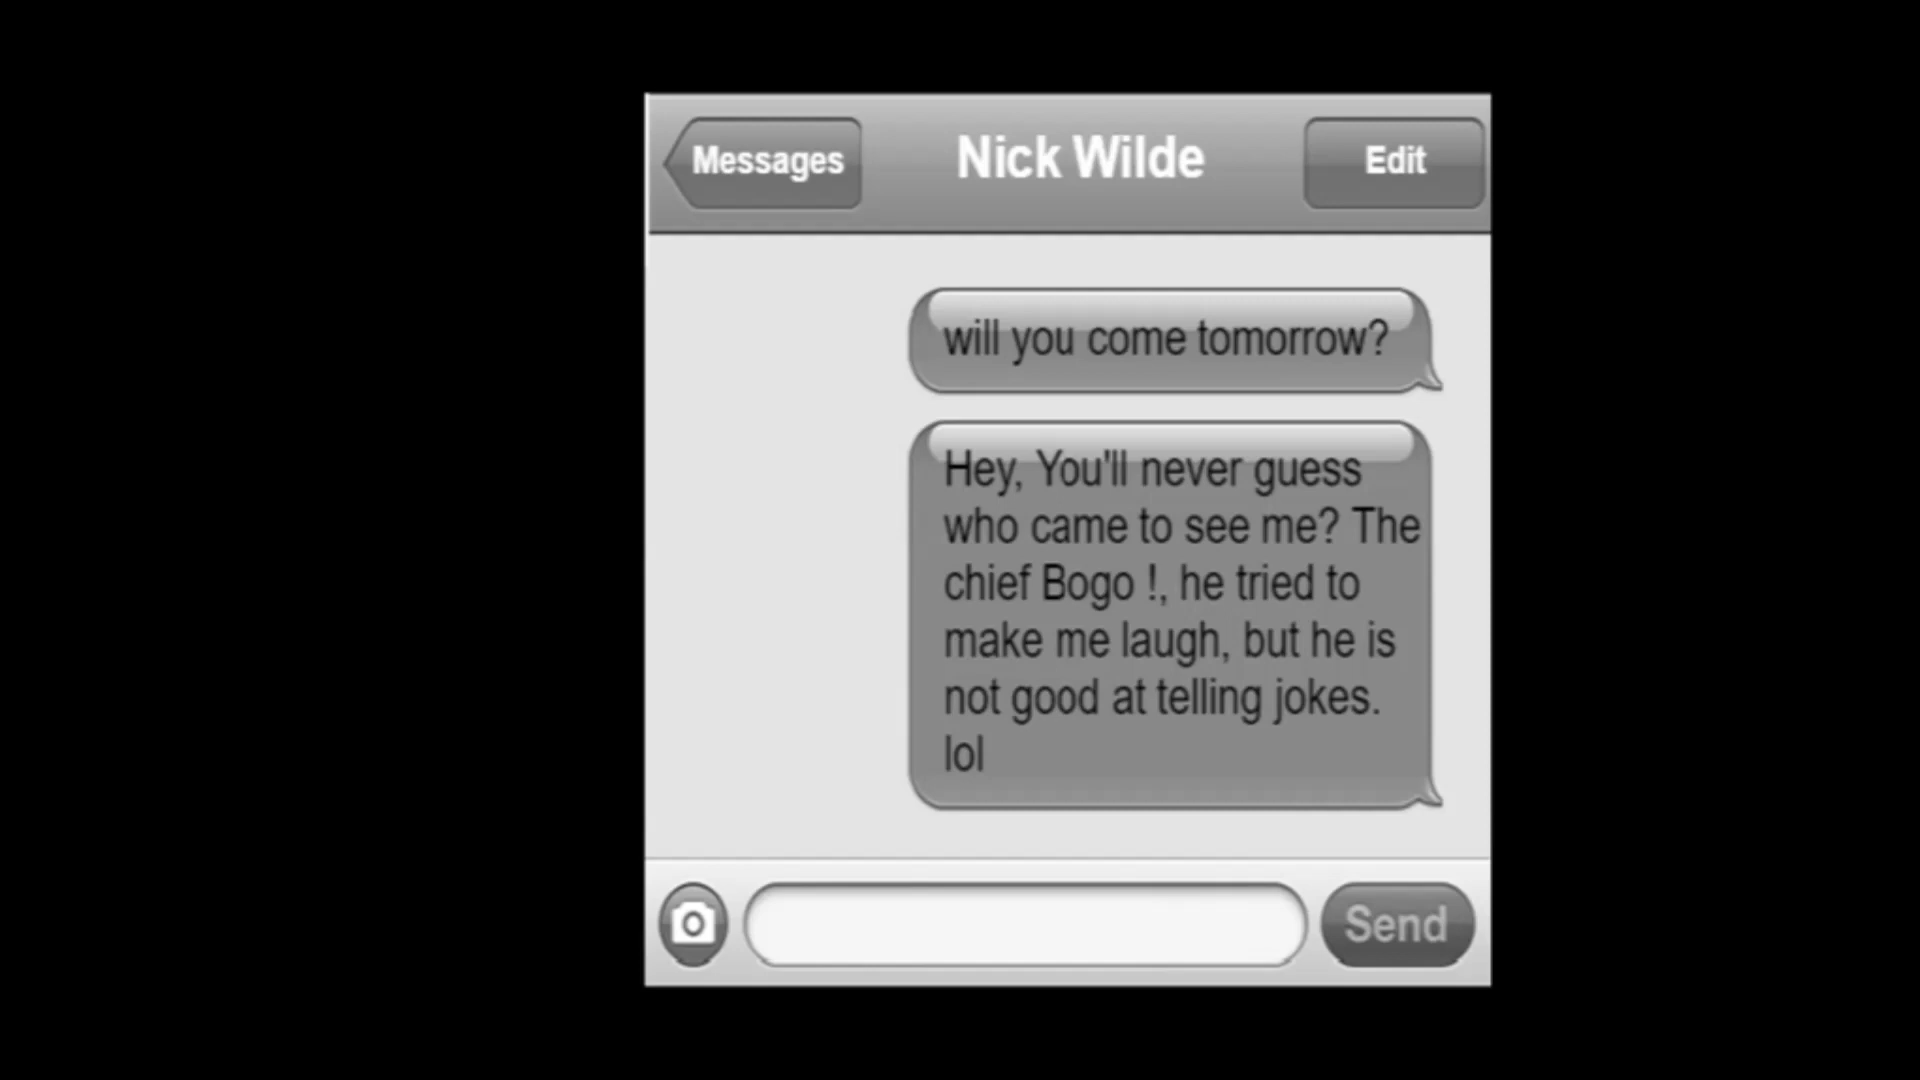 Messages
Nick Wilde
Edit
will you come tomorrow?
Hey, You'll never guess
who came to see me? The
chief Bogo !, he tried to
make me laugh, but he is
not good at telling jokes.
lol
Send